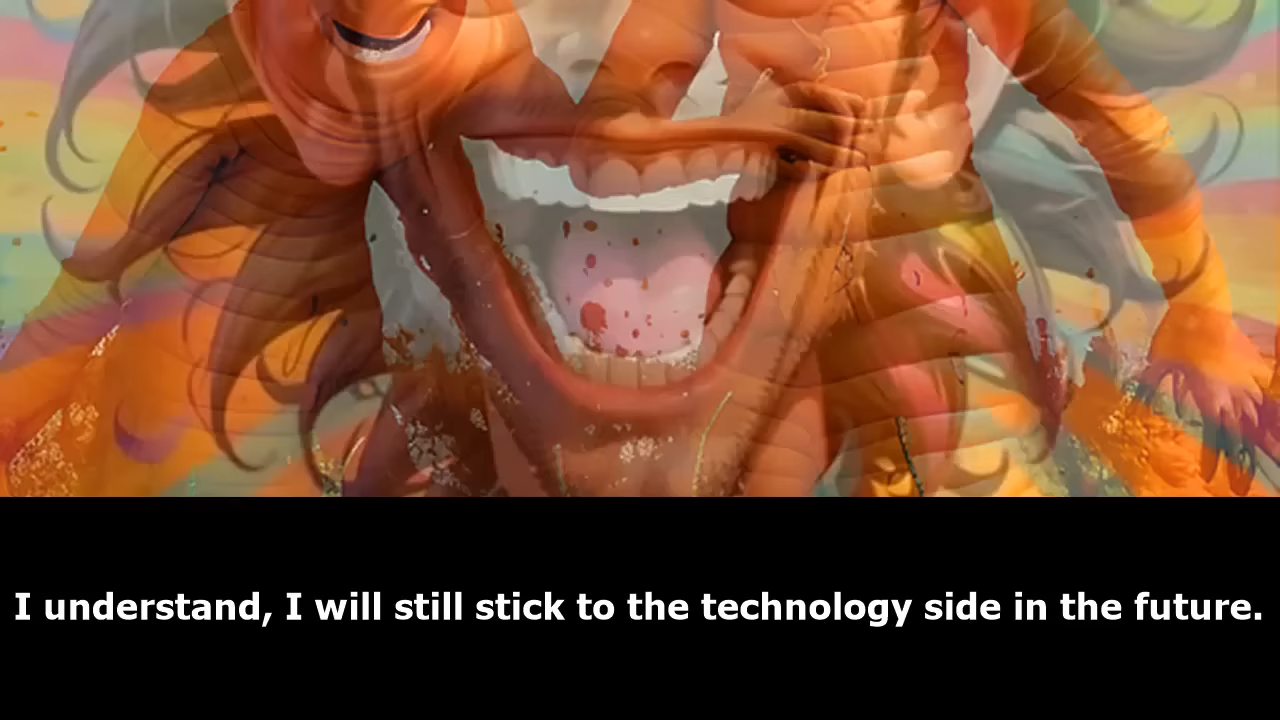 I understand, I will still stick to the technology side in the future.